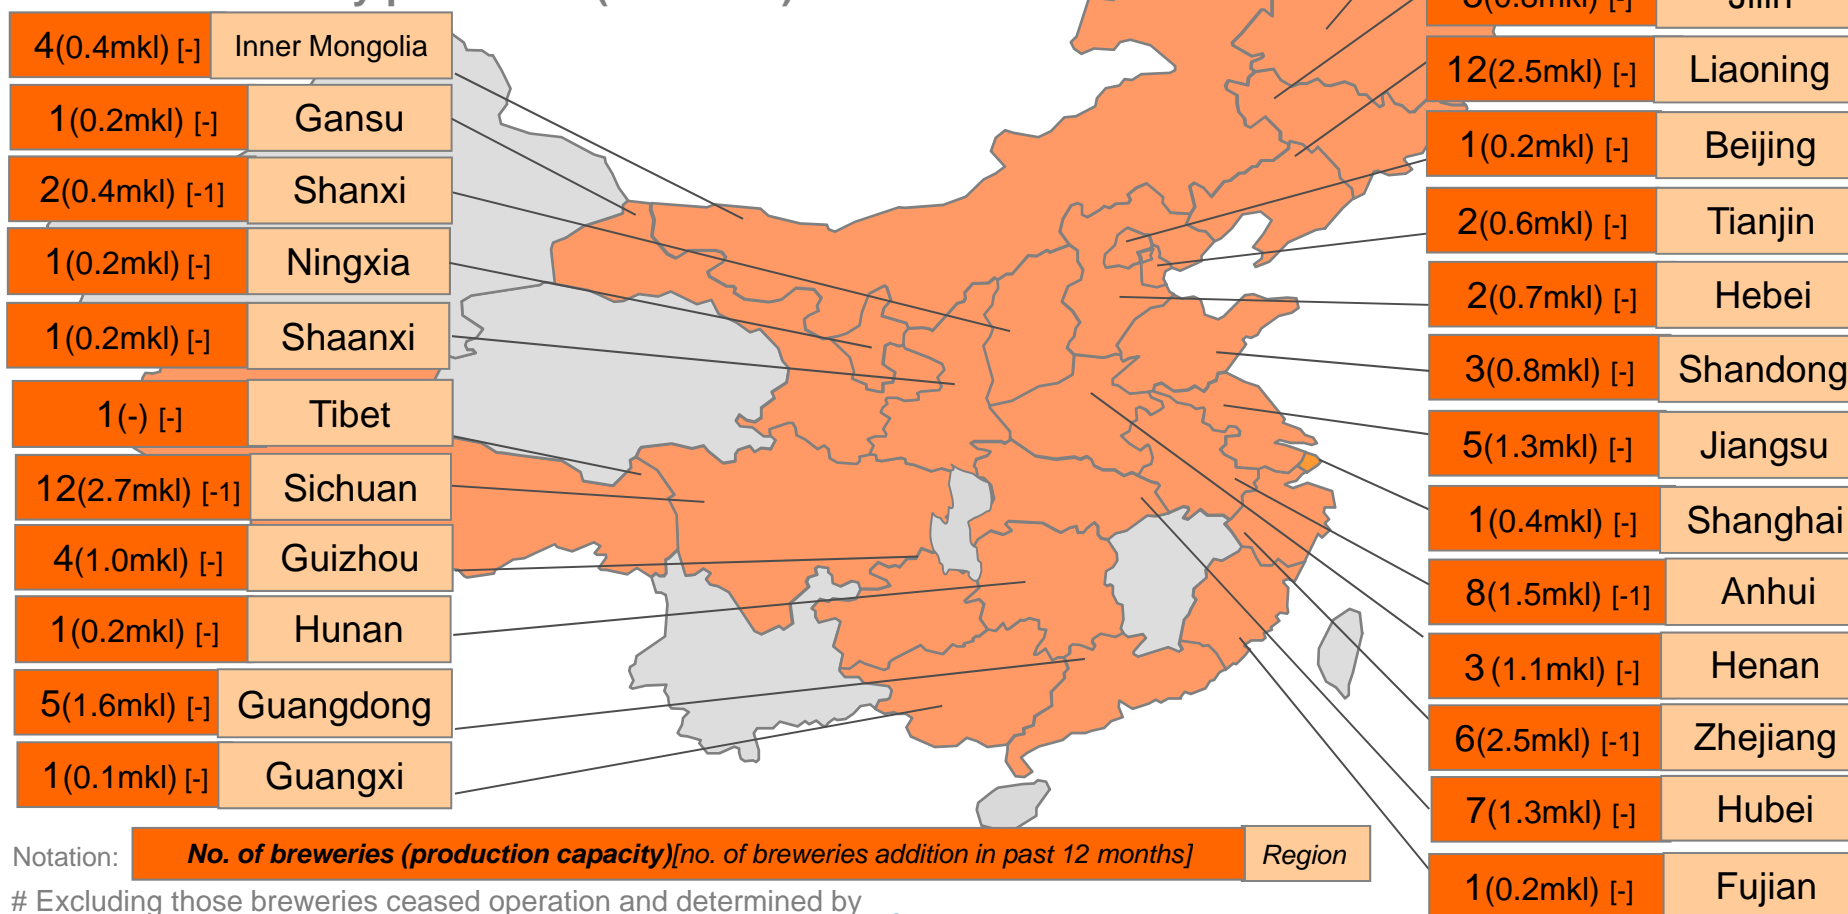 4(0.4mkl) [-] Inner Mongolia
1(0.2mkl) [-] Gansu
2(0.4mkl) [-1] Shanxi
1(0.2mkl) [-] Ningxia
1(0.2mkl) [-] Shaanxi
1(-) [-] Tibet
12(2.7mkl) [-1] Sichuan
4(1.0mkl) [-] Guizhou
1(0.2mkl) [-] Hunan
5(1.6mkl) [-] Guangdong
1(0.1mkl) [-] Guangxi
Jilin
12(2.5mkl) [-] Liaoning
1(0.2mkl) [-] Beijing
2(0.6mkl) [-] Tianjin
2(0.7mkl) [-] Hebei
3(0.8mkl) [-] Shandong
5(1.3mkl) [-] Jiangsu
1(0.4mkl) [-] Shanghai
8(1.5mkl) [-1] Anhui
3 (1.1mkl) [-] Henan
6(2.5mkl) [-1] Zhejiang
7(1.3mkl) [-] Hubei
1(0.2mkl) [-] Fujian
Notation: No. of breweries (production capacity)[no. of breweries addition in past 12 months] Region
# Excluding those breweries ceased operation and determined by